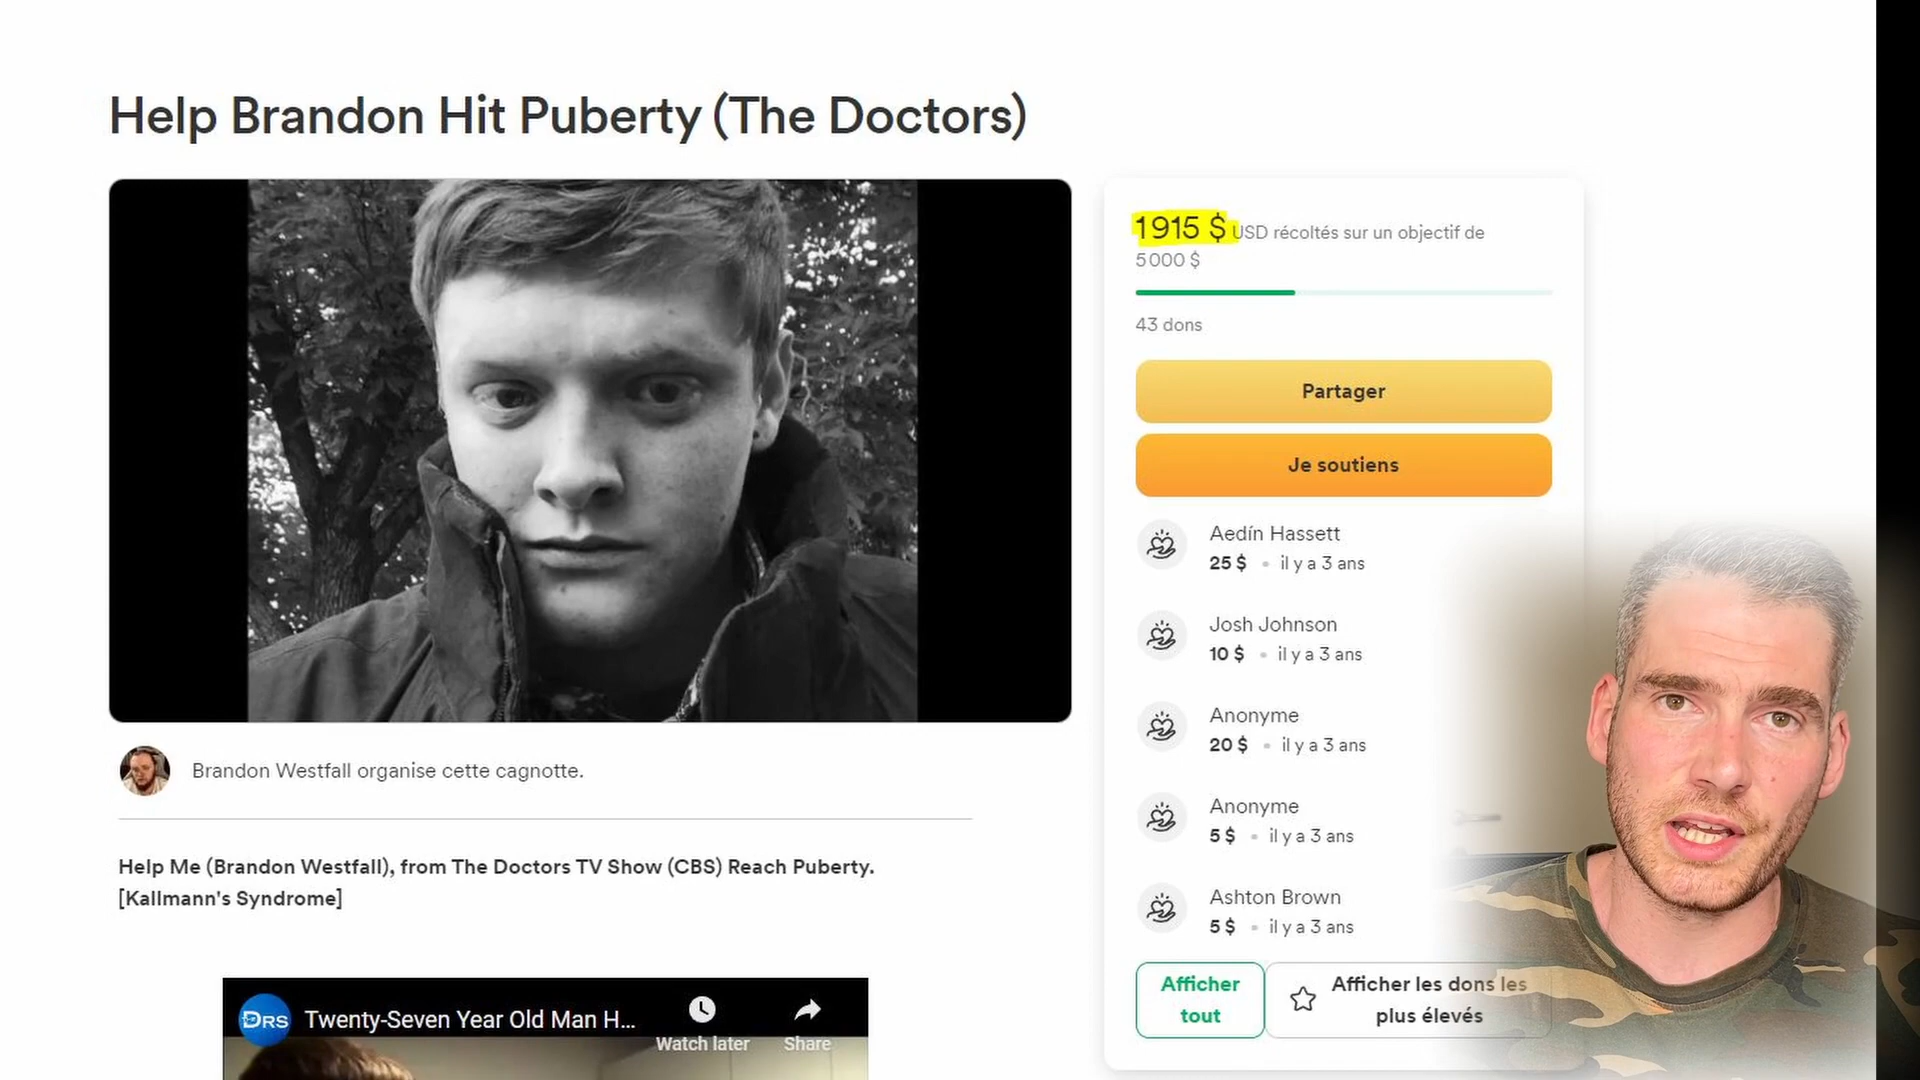 Help Brandon Hit Puberty (The Doctors)
1 915 $ USD récoltés sur un objectif de
5 000 $
43 dons
Partager
Je soutiens
Aedín Hassett
25 $ • il y a 3 ans
Josh Johnson
10 $ • il y a 3 ans
Anonyme
20 $ • il y a 3 ans
Anonyme
5 $ • il y a 3 ans
Ashton Brown
5 $ • il y a 3 ans
Afficher
tout
Afficher les dons les
plus élevés
Brandon Westfall organise cette cagnotte.
Help Me (Brandon Westfall), from The Doctors TV Show (CBS) Reach Puberty.
[Kallmann's Syndrome]
DRS
Twenty-Seven Year Old Man H...
Watch later
Share